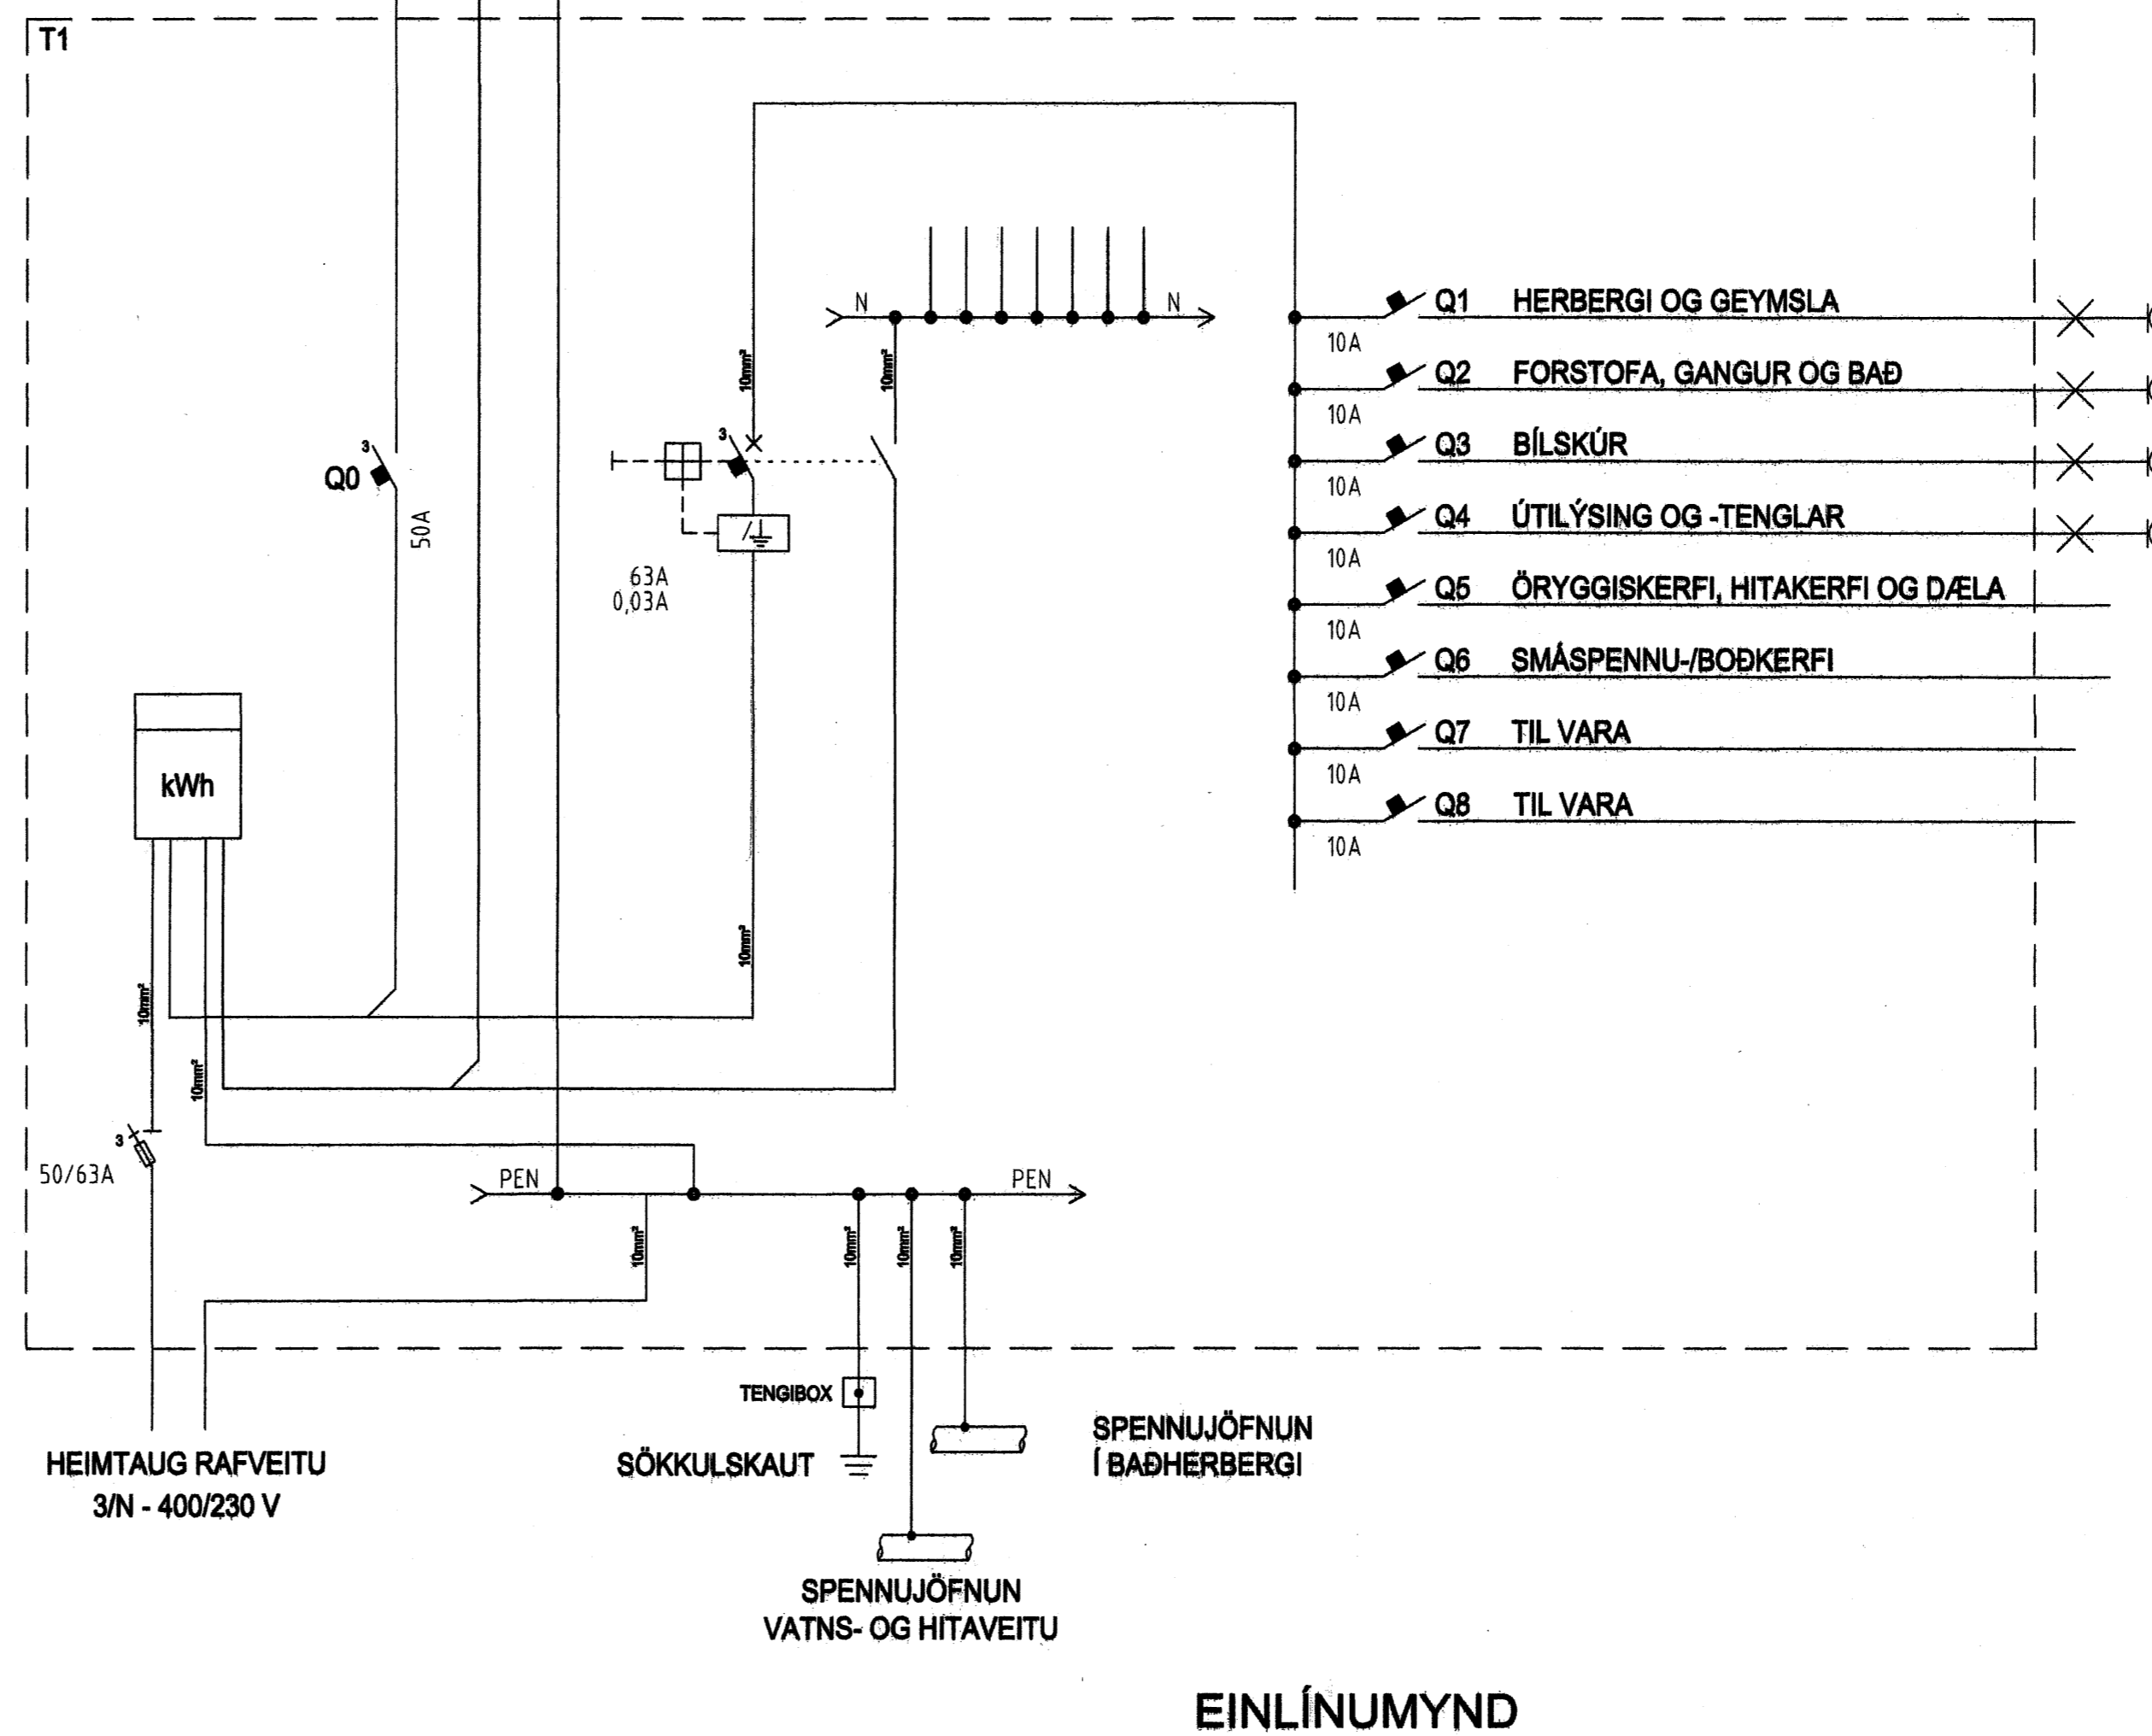 T1
N
N
10mm²
10mm²
Q1 HERBERGI OG GEYMSLA
10A
Q2 FORSTOFA, GANGUR OG BAÐ
10A
Q3 BÍLSKÚR
10A
Q4 ÚTILÝSING OG -TENGLAR
10A
Q5 ÖRYGGISKERFI, HITAKERFI OG DÆLA
10A
Q6 SMÁSPENNU-/BOÐKERFI
10A
Q7 TIL VARA
10A
Q8 TIL VARA
10A
3
Q0
50A
3
63A
0,03A
kWh
10mm²
10mm²
10mm²
3
50/63A
PEN
PEN
10mm²
10mm²
10mm²
10mm²
TENGIBOX
SÖKKULSKAUT
SPENNUJÖFNUN
Í BAÐHERBERGI
HEIMTAUG RAFVEITU
3/N - 400/230 V
SPENNUJÖFNUN
VATNS- OG HITAVEITU
EINLÍNUMYND